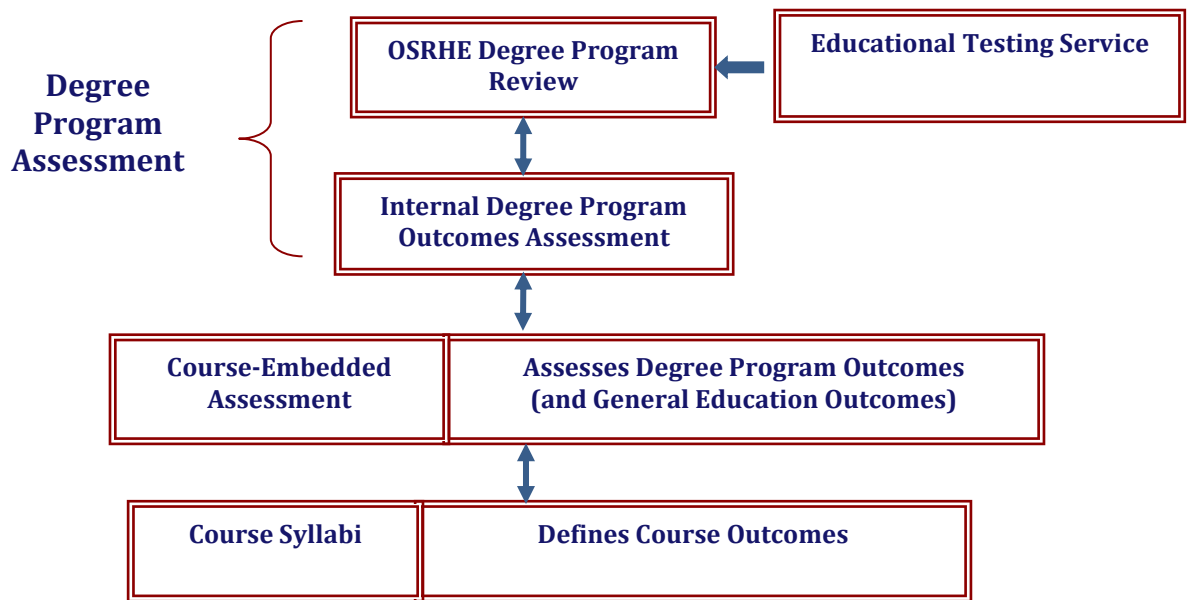 OSRHE Degree Program
Review
Educational Testing Service
Degree
Program
Assessment
Internal Degree Program
Outcomes Assessment
Course-Embedded
Assessment
Assesses Degree Program Outcomes
(and General Education Outcomes)
Course Syllabi
Defines Course Outcomes